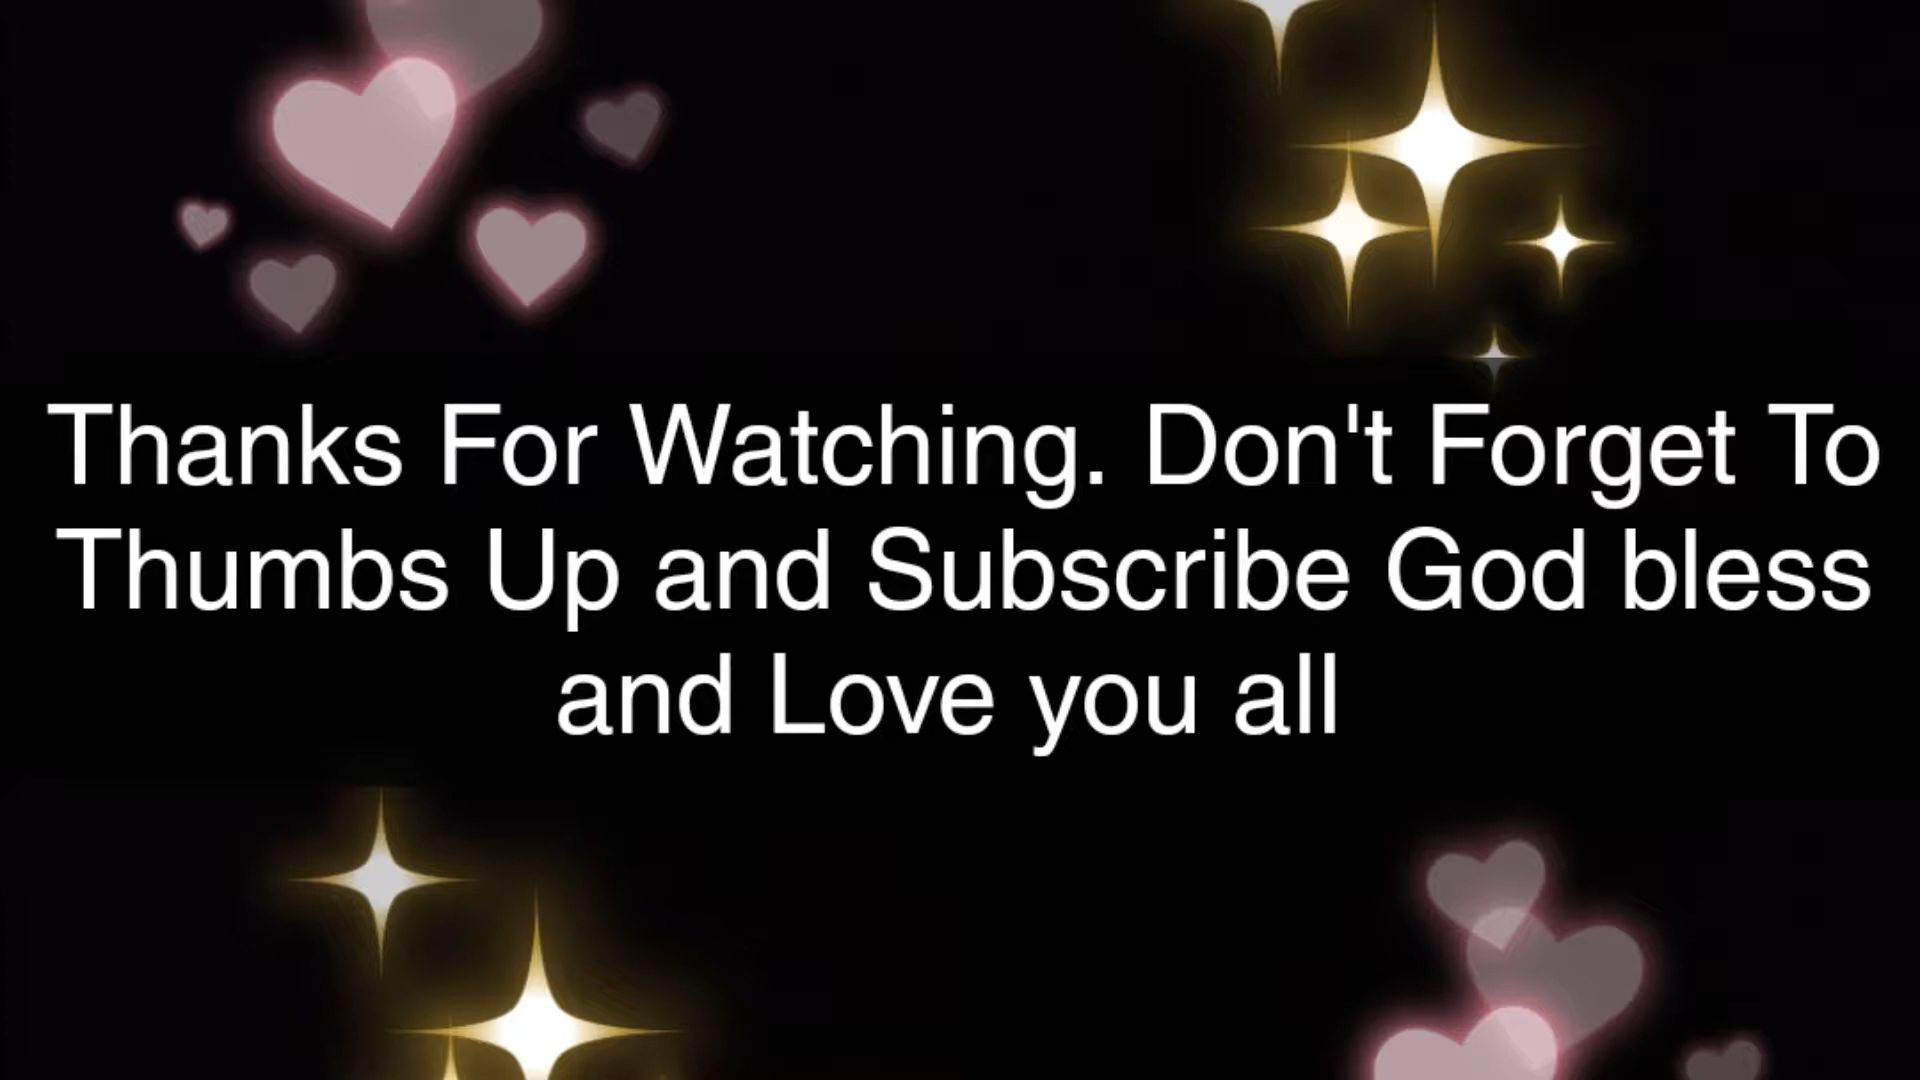 Thanks For Watching. Don't Forget To
Thumbs Up and Subscribe God bless
and Love you all